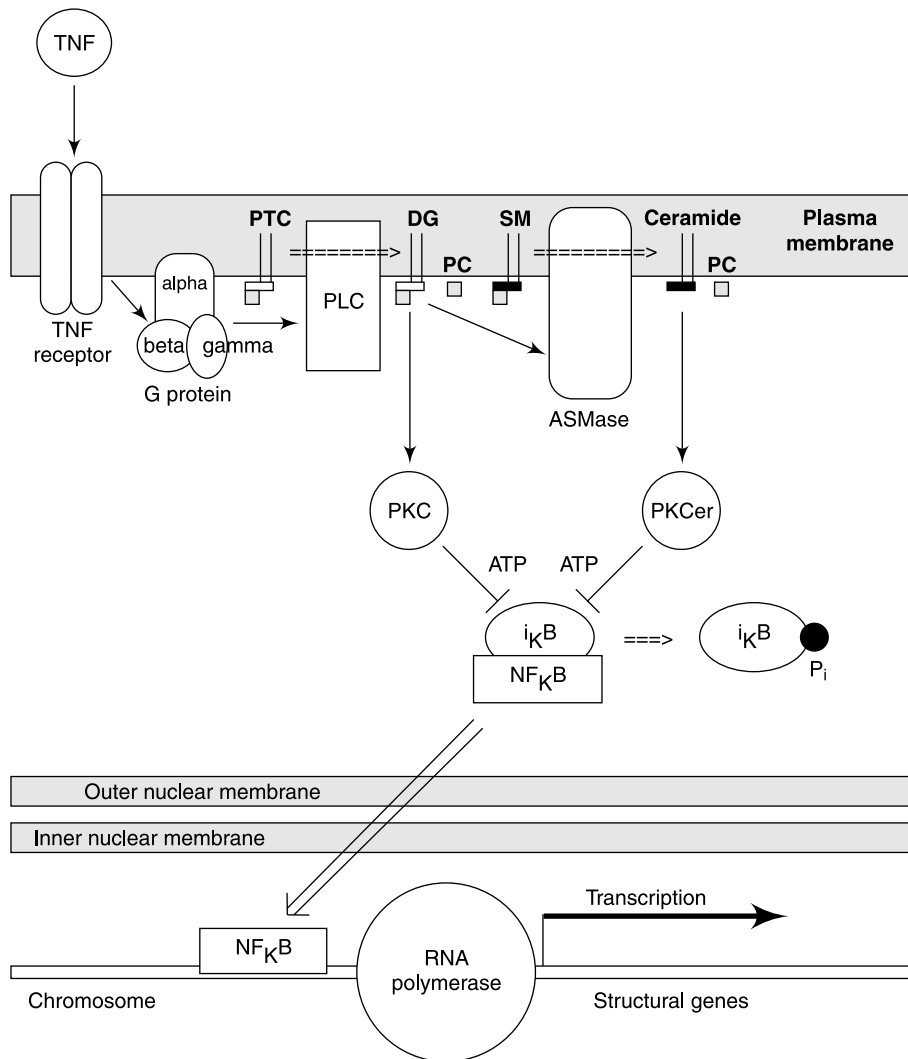 TNF
PTC
DG
SM
Ceramide
Plasma
membrane
PC
PC
alpha
PLC
TNF
receptor
beta
gamma
G protein
ASMase
PKC
PKCer
ATP
ATP
iKB
===>
iKB
NFKB
Pi
Outer nuclear membrane
Inner nuclear membrane
Transcription
NFKB
RNA
polymerase
Chromosome
Structural genes